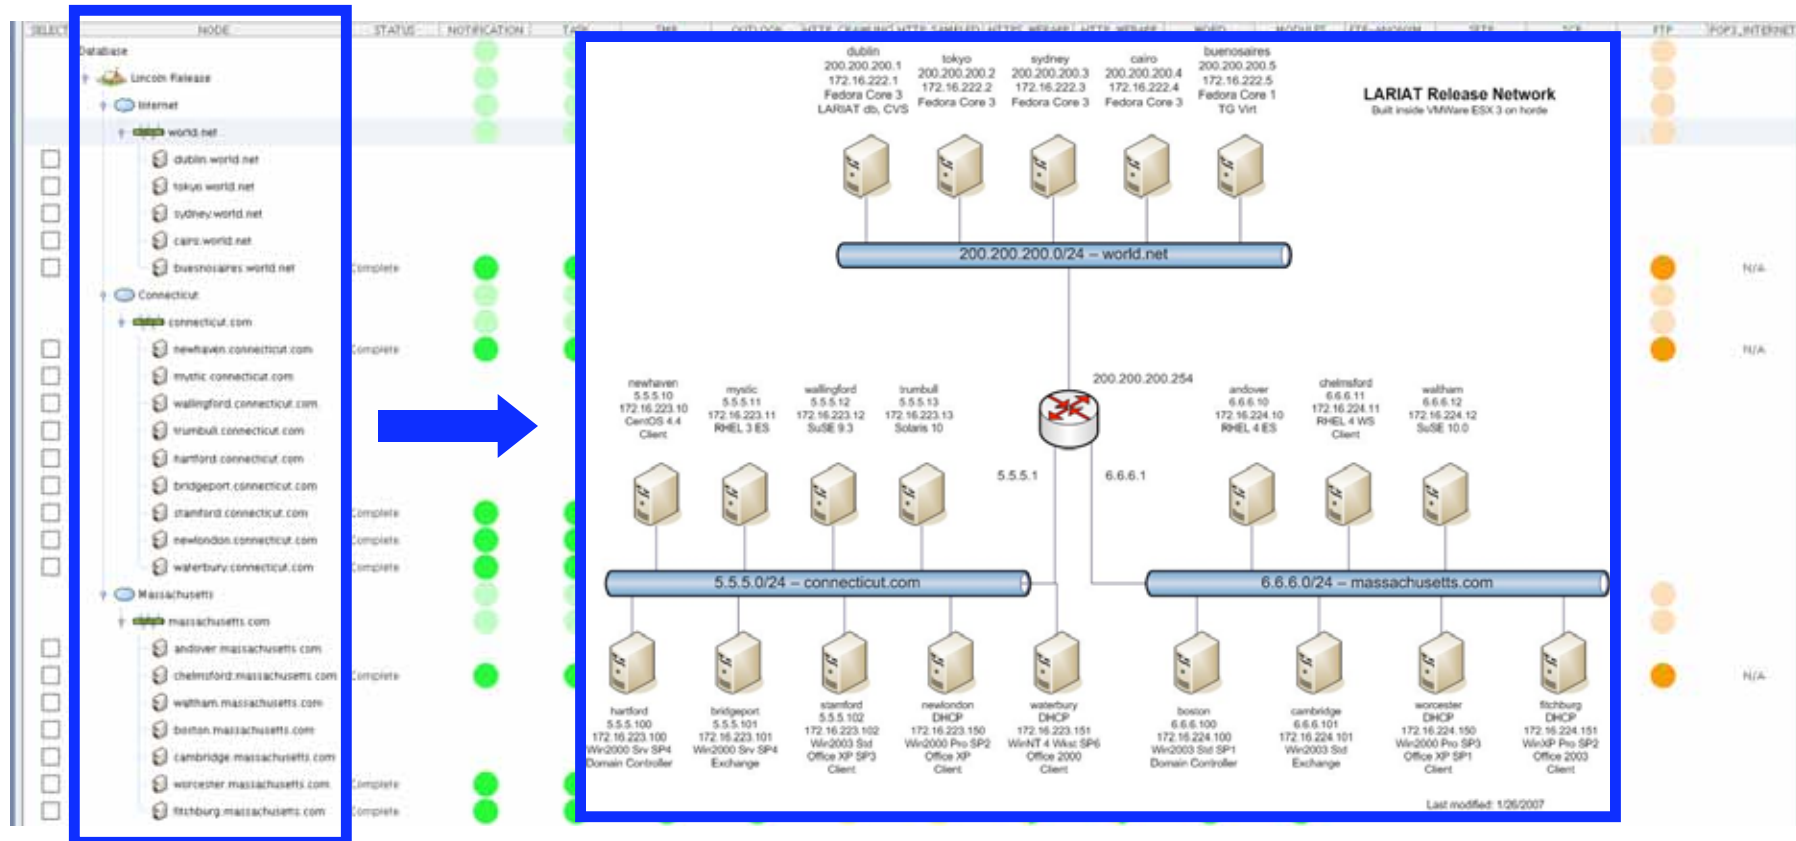 SELECT NODE STATUS NOTIFICATION TASK
FTP POP3_INTERNET
Database
Lincoln Release
Internet
world.net
dublin.world.net
tokyo.world.net
sydney.world.net
cairo.world.net
buesnosaires.world.net Complete N/A
Connecticut
connecticut.com
newhaven.connecticut.com Complete N/A
mystic.connecticut.com
wallingford.connecticut.com
trumbull.connecticut.com
hartford.connecticut.com
bridgeport.connecticut.com
stamford.connecticut.com Complete
newlondon.connecticut.com Complete
waterbury.connecticut.com Complete
Massachusetts
massachusetts.com
andover.massachusetts.com
chelmsford.massachusetts.com Complete N/A
waltham.massachusetts.com
boston.massachusetts.com
cambridge.massachusetts.com
worcester.massachusetts.com Complete
fitchburg.massachusetts.com Complete
LARIAT Release Network
Built inside VMWare ESX 3 on horde
dublin
200.200.200.1
172.16.222.1
Fedora Core 3
LARIAT db, CVS
tokyo
200.200.200.2
172.16.222.2
Fedora Core 3
sydney
200.200.200.3
172.16.222.3
Fedora Core 3
cairo
200.200.200.4
172.16.222.4
Fedora Core 3
buenosaires
200.200.200.5
172.16.222.5
Fedora Core 1
TG Virt
200.200.200.0/24 – world.net
200.200.200.254
5.5.5.1
6.6.6.1
newhaven
5.5.5.10
172.16.223.10
CentOS 4.4
Client
mystic
5.5.5.11
172.16.223.11
RHEL 3 ES
wallingford
5.5.5.12
172.16.223.12
SuSE 9.3
trumbull
5.5.5.13
172.16.223.13
Solaris 10
andover
6.6.6.10
172.16.224.10
RHEL 4 ES
chelmsford
6.6.6.11
172.16.224.11
RHEL 4 WS
Client
waltham
6.6.6.12
172.16.224.12
SuSE 10.0
5.5.5.0/24 – connecticut.com
6.6.6.0/24 – massachusetts.com
hartford
5.5.5.100
172.16.223.100
Win2000 Srv SP4
Domain Controller
bridgeport
5.5.5.101
172.16.223.101
Win2000 Srv SP4
Exchange
stamford
5.5.5.102
172.16.223.102
Win2003 Std
Office XP SP3
Client
newlondon
DHCP
172.16.223.150
Win2000 Pro SP2
Office XP
Client
waterbury
DHCP
172.16.223.151
WinNT 4 Wkst SP6
Office 2000
Client
boston
6.6.6.100
172.16.224.100
Win2003 Std SP1
Domain Controller
cambridge
6.6.6.101
172.16.224.101
Win2003 Std
Exchange
worcester
DHCP
172.16.224.150
Win2000 Pro SP3
Office XP SP1
Client
fitchburg
DHCP
172.16.224.151
WinXP Pro SP2
Office 2003
Client
Last modified: 1/26/2007